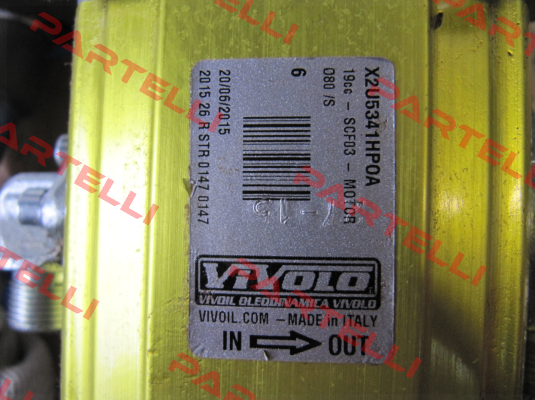 X2U5341HPOA
19cc - SCF03 - MOTOR
080 /S
6
20/06/2015
2015 26 R STR 0147 0147
ViVOLO
VIVOIL OLEODINAMICA VIVOLO
VIVOIL.COM - MADE in ITALY
IN OUT
PARTELLI
PARTELLI
PARTELLI
PARTELLI
PARTELLI
PARTELLI
PARTELLI